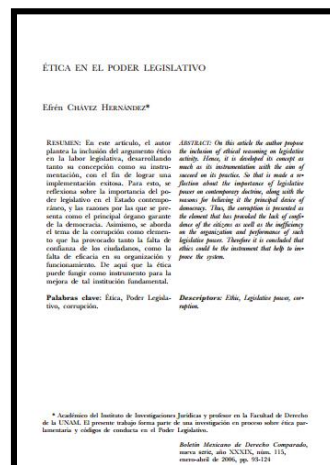 ÉTICA EN EL PODER LEGISLATIVO
Efrén CHÁVEZ HERNÁNDEZ*
RESUMEN: En este artículo, el autor
plantea la inclusión del argumento ético
en la labor legislativa, desarrollando
tanto su concepción como su instru-
mentación, con el fin de lograr una
implementación exitosa. Para esto, se
reflexiona sobre la importancia del po-
der legislativo en el Estado contempo-
ráneo, y las razones por las que se pre-
senta como el principal órgano garante
de la democracia. Asimismo, se aborda
el tema de la corrupción como elemen-
to que ha provocado tanto la falta de
confianza de los ciudadanos, como la
falta de eficacia en su organización y
funcionamiento. De aquí que la ética
puede fungir como instrumento para la
mejora de tal institución fundamental.
Palabras clave: Ética, Poder Legisla-
tivo, corrupción.
ABSTRACT: On this article the author propose
the inclusion of ethical reasoning on legislative
activity. Hence, it is developed its concept as
much as its instrumentation with the aim of
succeed on its practice. So that is made a re-
flection about the importance of legislative
power on contemporary doctrine, along with the
reasons for believing it the principal device of
democracy. Thus, the corruption is presented as
the element that has provoked the lack of confi-
dence of the citizens as well as the inefficiency
on the organization and performance of such
legislative power. Therefore it is concluded that
ethics could be the instrument that help to im-
prove the system.
Descriptors: Ethic, Legislative power, cor-
ruption.
* Académico del Instituto de Investigaciones Jurídicas y profesor en la Facultad de Derecho
de la UNAM. El presente trabajo forma parte de una investigación en proceso sobre ética par-
lamentaria y códigos de conducta en el Poder Legislativo.
Boletín Mexicano de Derecho Comparado,
nueva serie, año XXXIX, núm. 115,
enero-abril de 2006, pp. 93-124